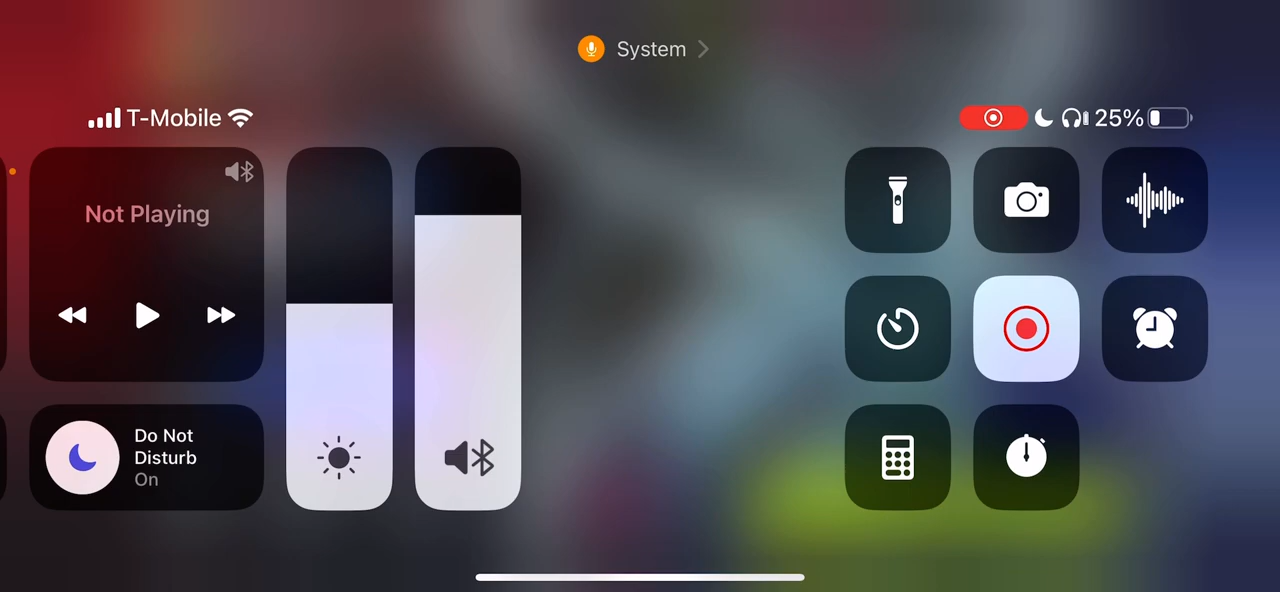 System
T-Mobile
25%
Not Playing
Do Not
Disturb
On